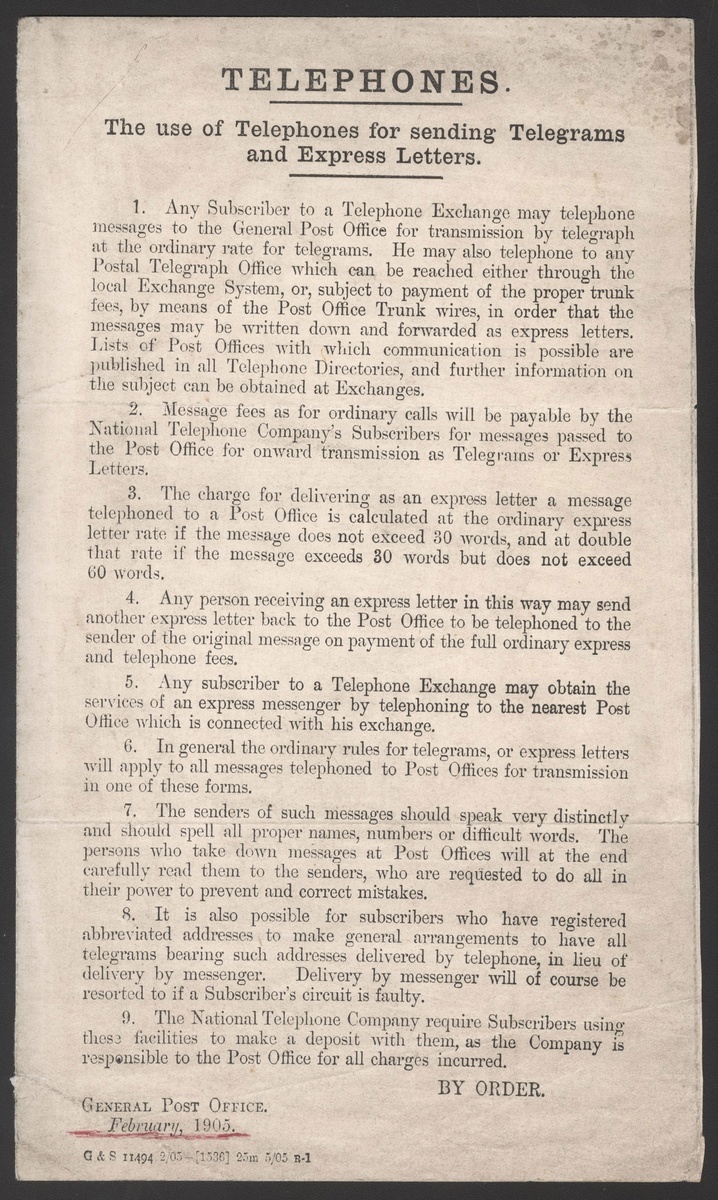 TELEPHONES.
The use of Telephones for sending Telegrams
and Express Letters.
1. Any Subscriber to a Telephone Exchange may telephone
messages to the General Post Office for transmission by telegraph
at the ordinary rate for telegrams. He may also telephone to any
Postal Telegraph Office which can be reached either through the
local Exchange System, or, subject to payment of the proper trunk
fees, by means of the Post Office Trunk wires, in order that the
messages may be written down and forwarded as express letters.
Lists of Post Offices with which communication is possible are
published in all Telephone Directories, and further information on
the subject can be obtained at Exchanges.
2. Message fees as for ordinary calls will be payable by the
National Telephone Company's Subscribers for messages passed to
the Post Office for onward transmission as Telegrams or Express
Letters.
3. The charge for delivering as an express letter a message
telephoned to a Post Office is calculated at the ordinary express
letter rate if the message does not exceed 30 words, and at double
that rate if the message exceeds 30 words but does not exceed
60 words.
4. Any person receiving an express letter in this way may send
another express letter back to the Post Office to be telephoned to the
sender of the original message on payment of the full ordinary express
and telephone fees.
5. Any subscriber to a Telephone Exchange may obtain the
services of an express messenger by telephoning to the nearest Post
Office which is connected with his exchange.
6. In general the ordinary rules for telegrams, or express letters
will apply to all messages telephoned to Post Offices for transmission
in one of these forms.
7. The senders of such messages should speak very distinctly
and should spell all proper names, numbers or difficult words. The
persons who take down messages at Post Offices will at the end
carefully read them to the senders, who are requested to do all in
their power to prevent and correct mistakes.
8. It is also possible for subscribers who have registered
abbreviated addresses to make general arrangements to have all
telegrams bearing such addresses delivered by telephone, in lieu of
delivery by messenger. Delivery by messenger will of course be
resorted to if a Subscriber's circuit is faulty.
9. The National Telephone Company require Subscribers using
these facilities to make a deposit with them, as the Company is
responsible to the Post Office for all charges incurred.
BY ORDER.
GENERAL POST OFFICE.
February, 1905.
G & S 11494 2/05—[1536] 25m 5/05 R-1